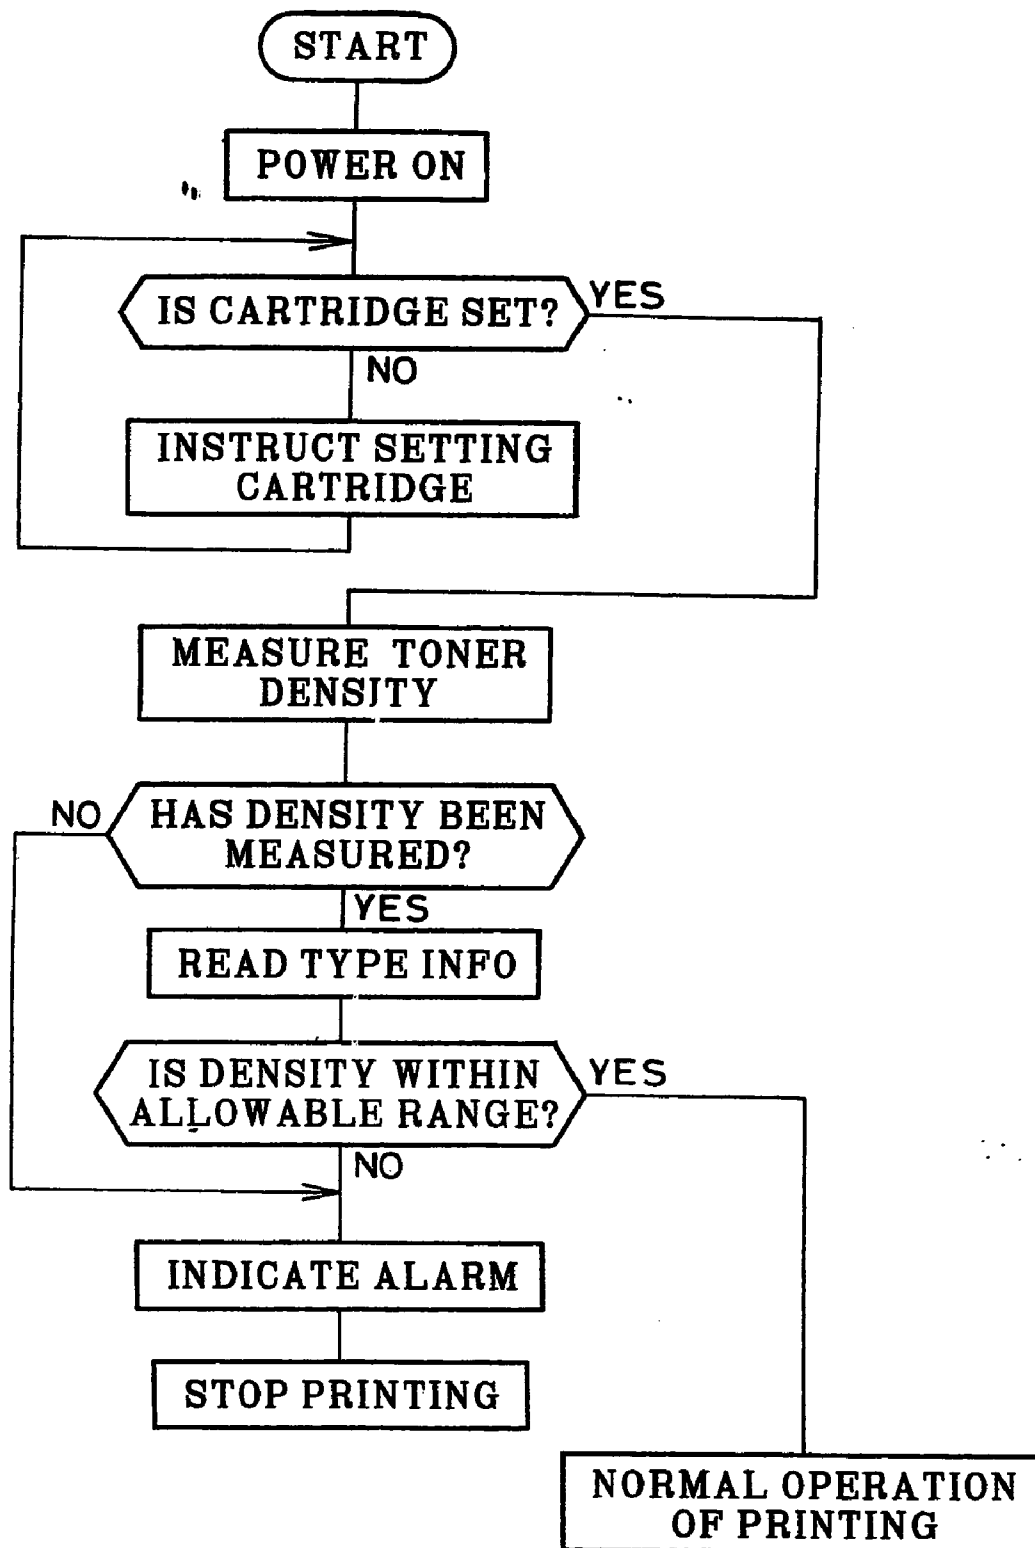 START
POWER ON
IS CARTRIDGE SET?
YES
NO
INSTRUCT SETTING
CARTRIDGE
MEASURE TONER
DENSITY
NO
HAS DENSITY BEEN
MEASURED?
YES
READ TYPE INFO
IS DENSITY WITHIN
ALLOWABLE RANGE?
YES
NO
INDICATE ALARM
STOP PRINTING
NORMAL OPERATION
OF PRINTING